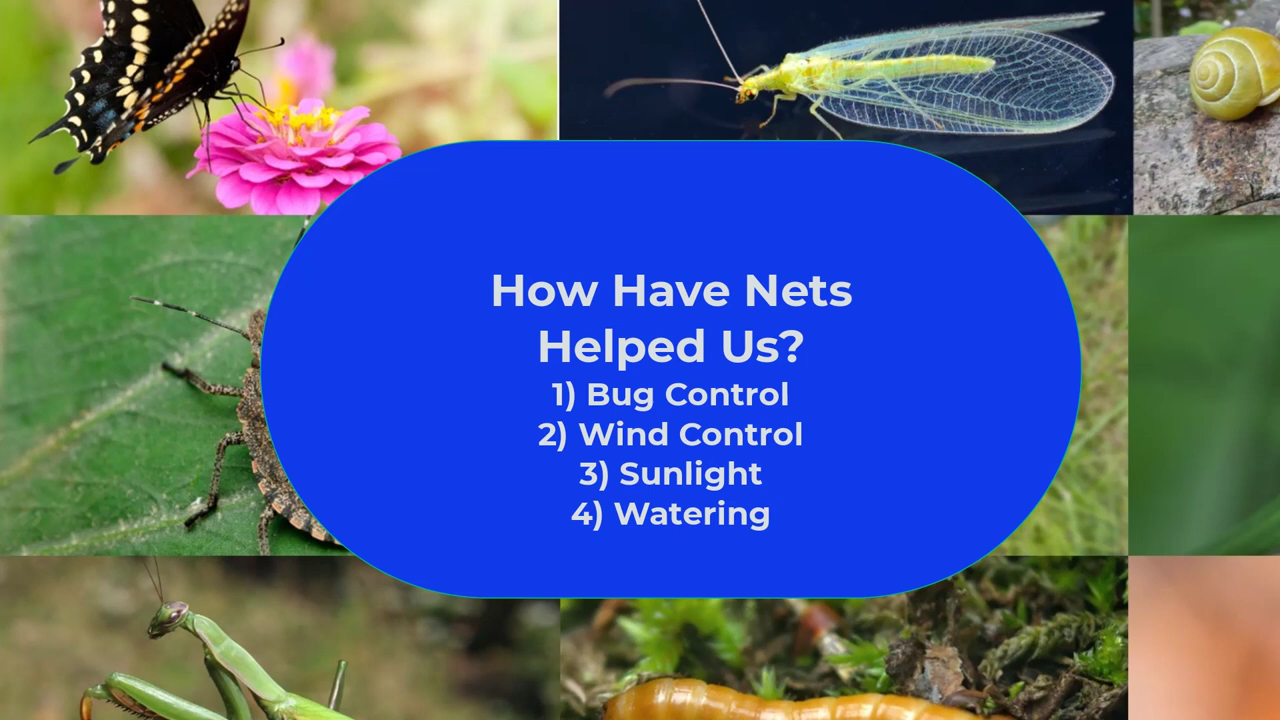 How Have Nets
Helped Us?
1) Bug Control
2) Wind Control
3) Sunlight
4) Watering